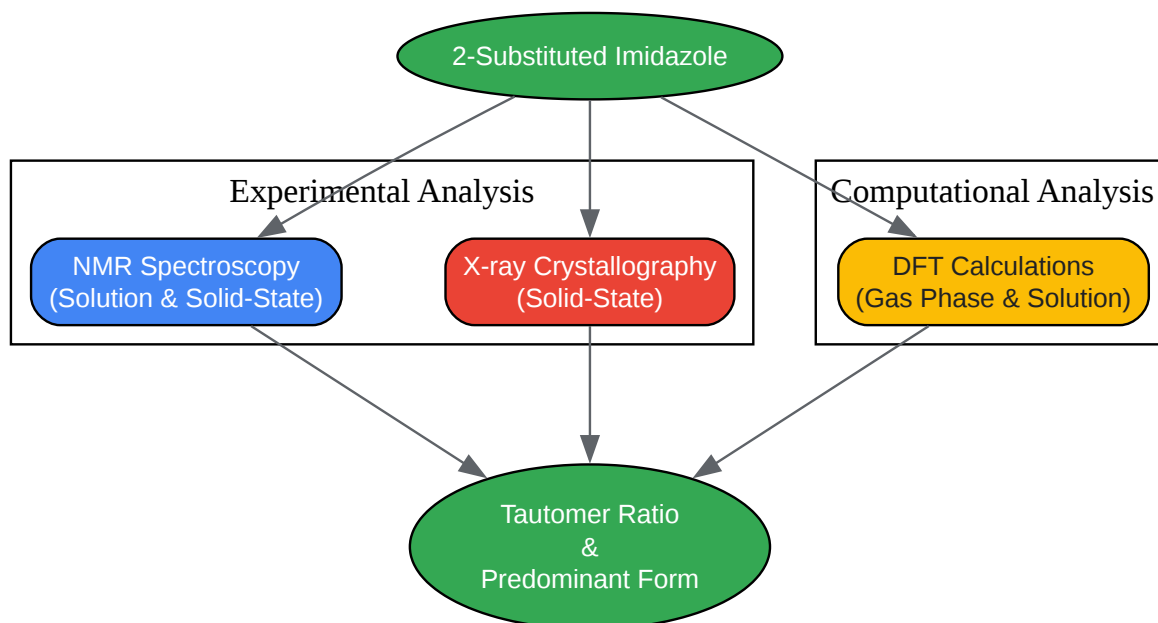 2-Substituted Imidazole
Experimental Analysis
Computational Analysis
NMR Spectroscopy
(Solution & Solid-State)
X-ray Crystallography
(Solid-State)
DFT Calculations
(Gas Phase & Solution)
Tautomer Ratio
&
Predominant Form